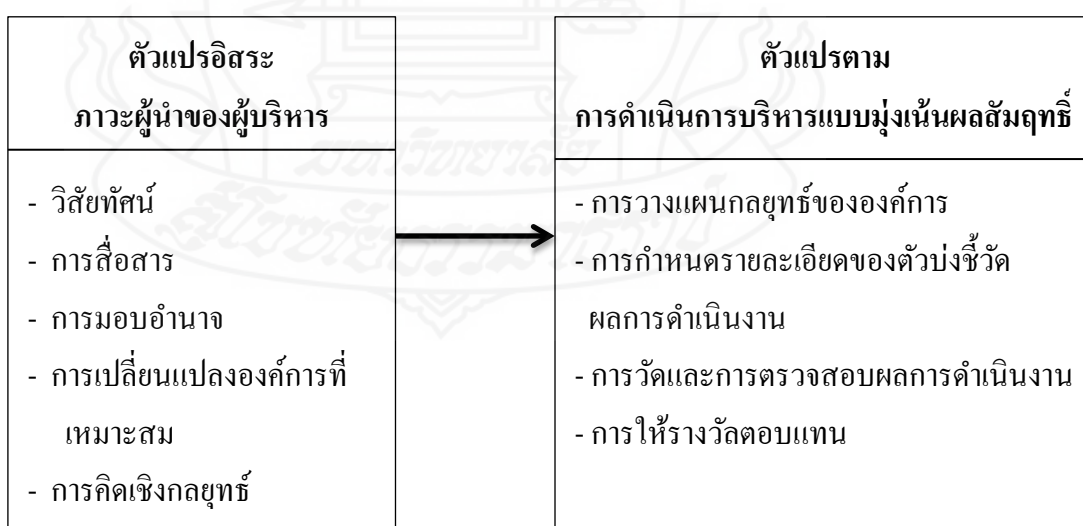 ตัวแปรอิสระ
ภาวะผู้นำของผู้บริหาร
- วิสัยทัศน์
- การสื่อสาร
- การมอบอำนาจ
- การเปลี่ยนแปลงองค์การที่
เหมาะสม
- การคิดเชิงกลยุทธ์
ตัวแปรตาม
การดำเนินการบริหารแบบมุ่งเน้นผลสัมฤทธิ์
- การวางแผนกลยุทธ์ขององค์การ
- การกำหนดรายละเอียดของตัวบ่งชี้วัด
ผลการดำเนินงาน
- การวัดและการตรวจสอบผลการดำเนินงาน
- การให้รางวัลตอบแทน